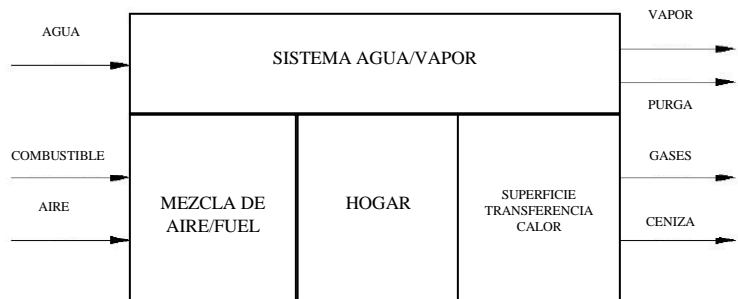 VAPOR
AGUA
SISTEMA AGUA/VAPOR
PURGA
COMBUSTIBLE
GASES
MEZCLA DE
AIRE/FUEL
HOGAR
SUPERFICIE
TRANSFERENCIA
CALOR
AIRE
CENIZA